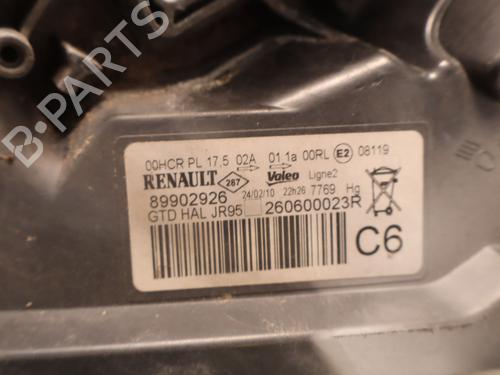 B-Parts
00HCR PL 17,5 02A 01 1a 00RL E2 08119
RENAULT 287 Valeo Ligne2
89902926 24/02/10 22h26 7769 Hg
GTD HAL JR95 260600023R
C6